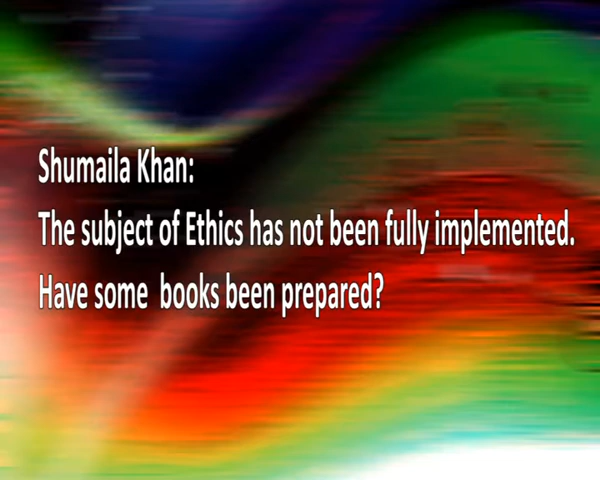 Shumaila Khan:
The subject of Ethics has not been fully implemented.
Have some  books been prepared?